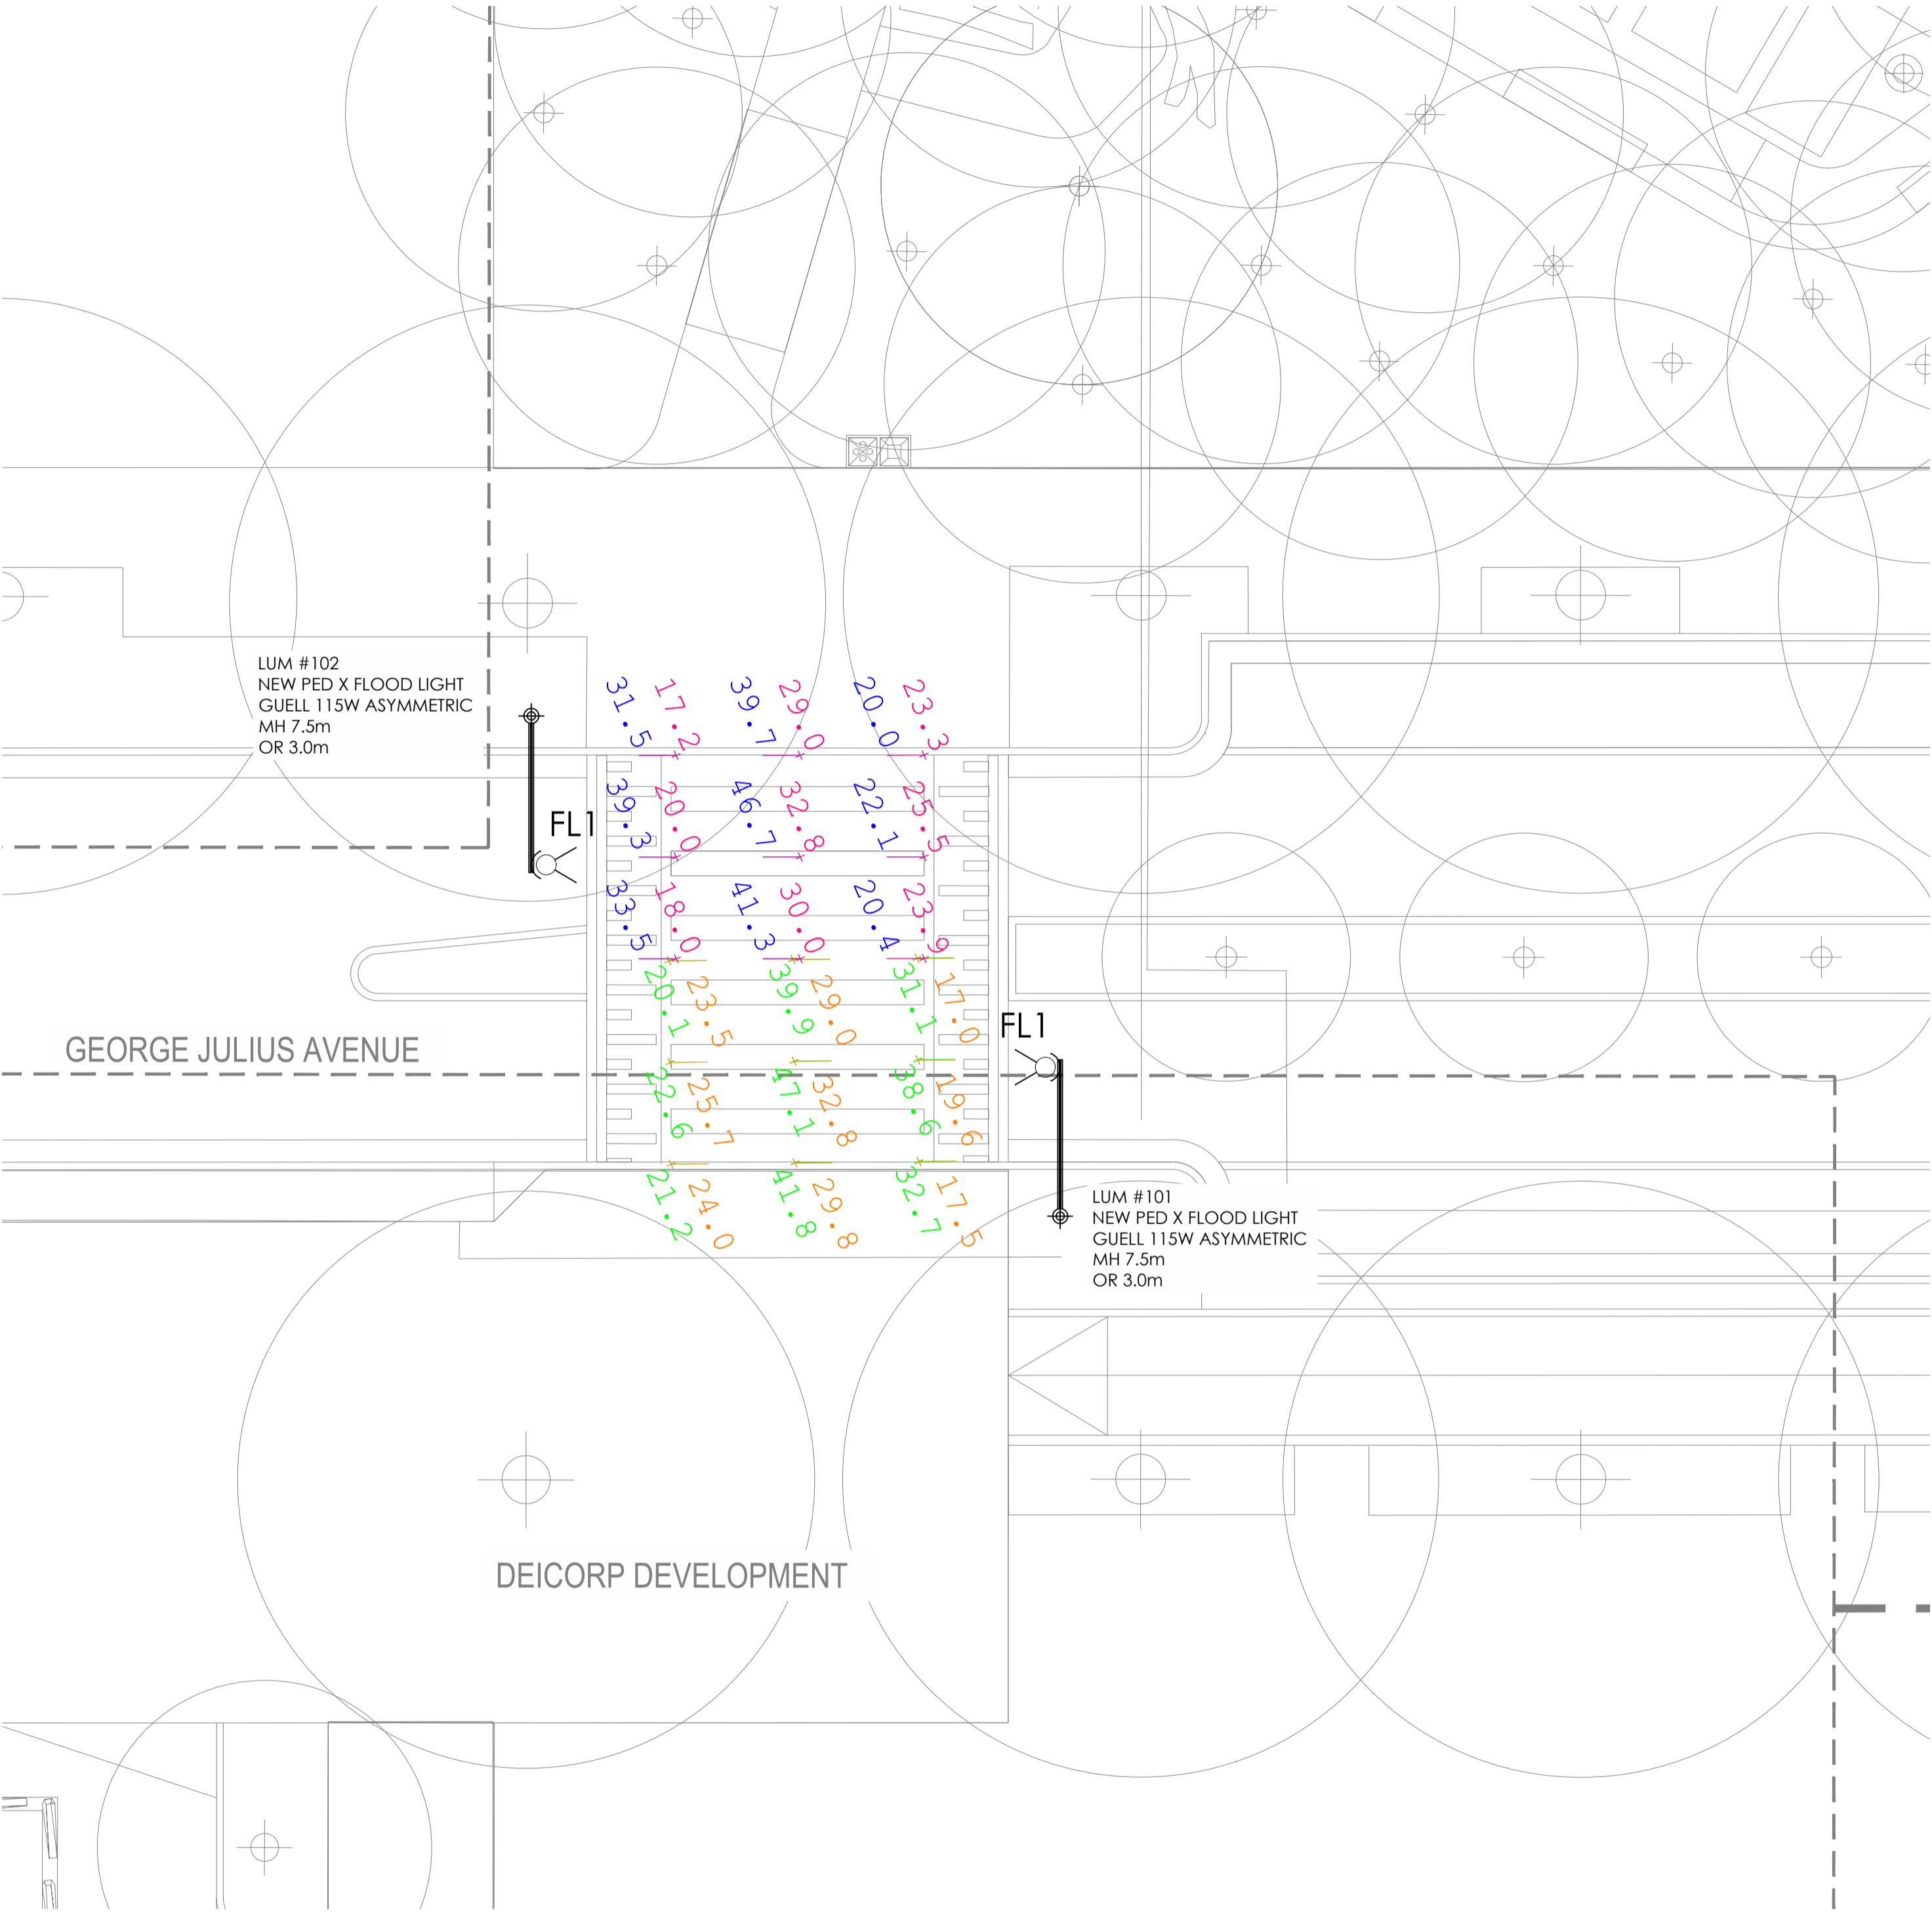 LUM #102
NEW PED X FLOOD LIGHT
GUELL 115W ASYMMETRIC
MH 7.5m
OR 3.0m
31.5 17.2 39.7 29.0 20.0 23.3
FL1
39.3 20.0 46.7 32.8 22.1 25.5
33.5 18.0 41.3 30.0 20.4 23.9
20.1 23.5 39.9 29.0 31.1 17.0
FL1
GEORGE JULIUS AVENUE
22.6 25.7 47.1 32.8 38.6 19.6
21.2 24.0 41.8 29.8 32.7 17.5
LUM #101
NEW PED X FLOOD LIGHT
GUELL 115W ASYMMETRIC
MH 7.5m
OR 3.0m
DEICORP DEVELOPMENT